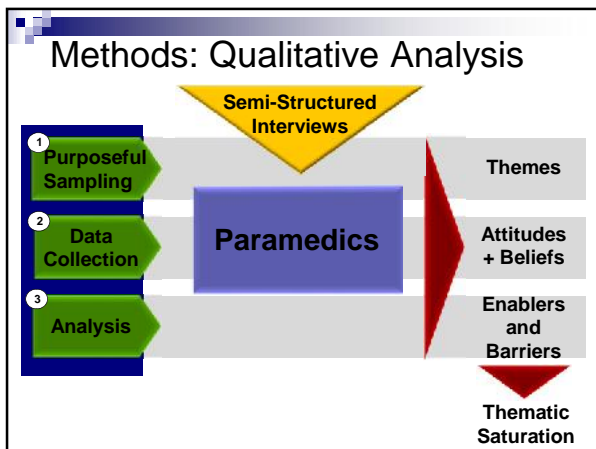 Methods: Qualitative Analysis
Semi-Structured
Interviews
1
Purposeful
Sampling
Themes
2
Data
Collection
Paramedics
Attitudes
+ Beliefs
3
Analysis
Enablers
and
Barriers
Thematic
Saturation